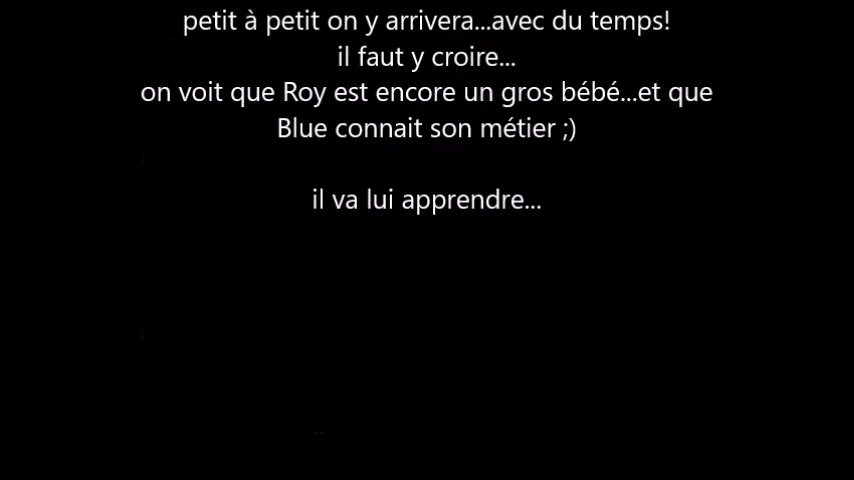 petit à petit on y arrivera...avec du temps!
il faut y croire...
on voit que Roy est encore un gros bébé...et que
Blue connait son métier ;)
il va lui apprendre...